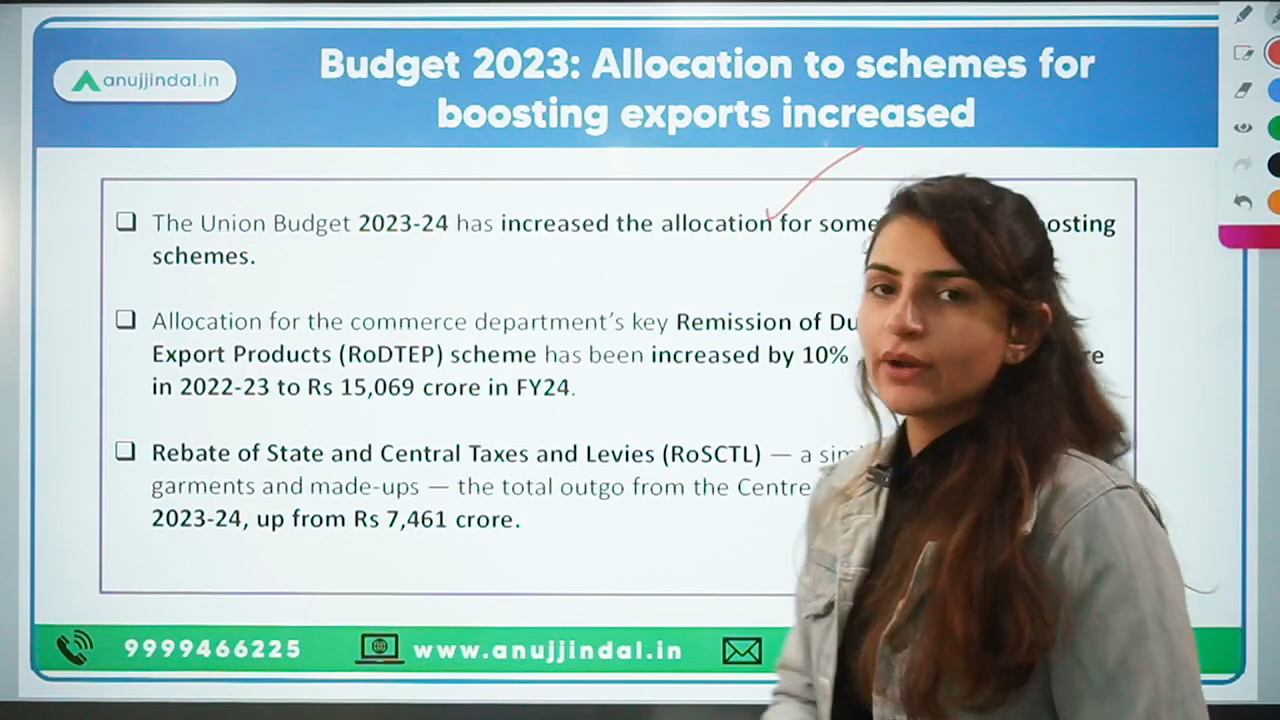 Budget 2023: Allocation to schemes for
boosting exports increased
anujjindal.in
The Union Budget 2023-24 has increased the allocation for some
schemes.
Allocation for the commerce department's key Remission of
Export Products (RoDTEP) scheme has been increased by 10%
in 2022-23 to Rs 15,069 crore in FY24.
Rebate of State and Central Taxes and Levies (RoSCTL) — a
garments and made-ups — the total outgo from the Centre
2023-24, up from Rs 7,461 crore.
9999466225 www.anujjindal.in